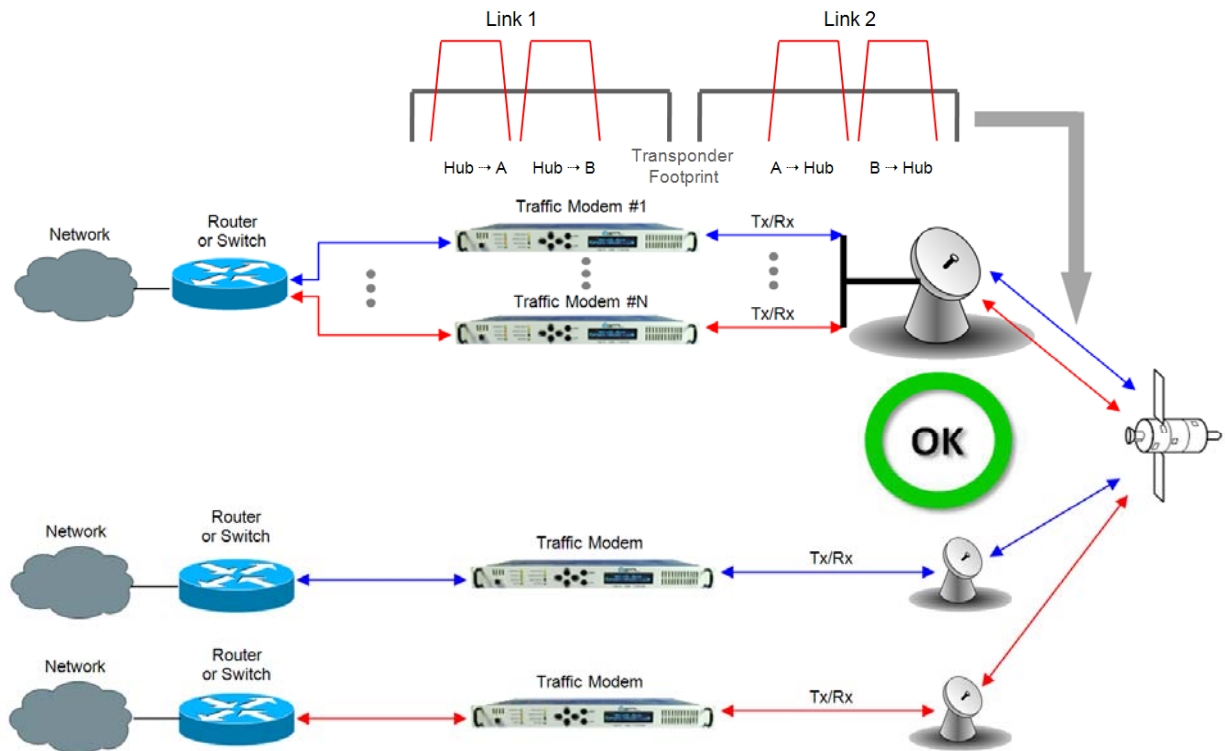 Link 1
Link 2
Hub → A
Hub → B
Transponder
Footprint
A → Hub
B → Hub
Network
Router
or Switch
Traffic Modem #1
Tx/Rx
Traffic Modem #N
Tx/Rx
OK
Network
Router
or Switch
Traffic Modem
Tx/Rx
Network
Router
or Switch
Traffic Modem
Tx/Rx